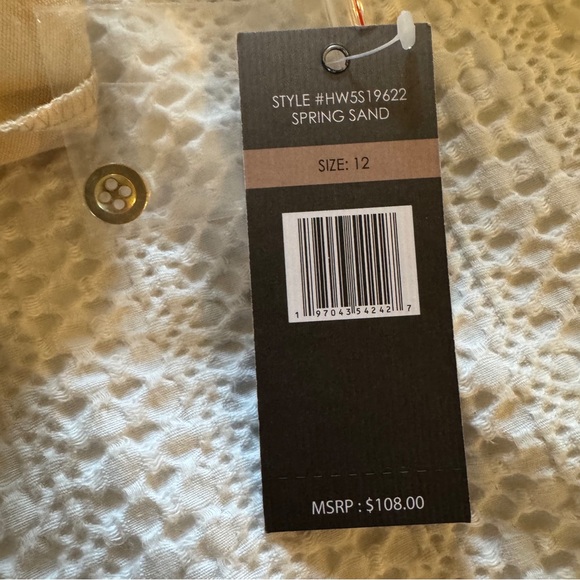 STYLE #HW5S19622
SPRING SAND
SIZE: 12
1 97043 54242 7
MSRP : $108.00